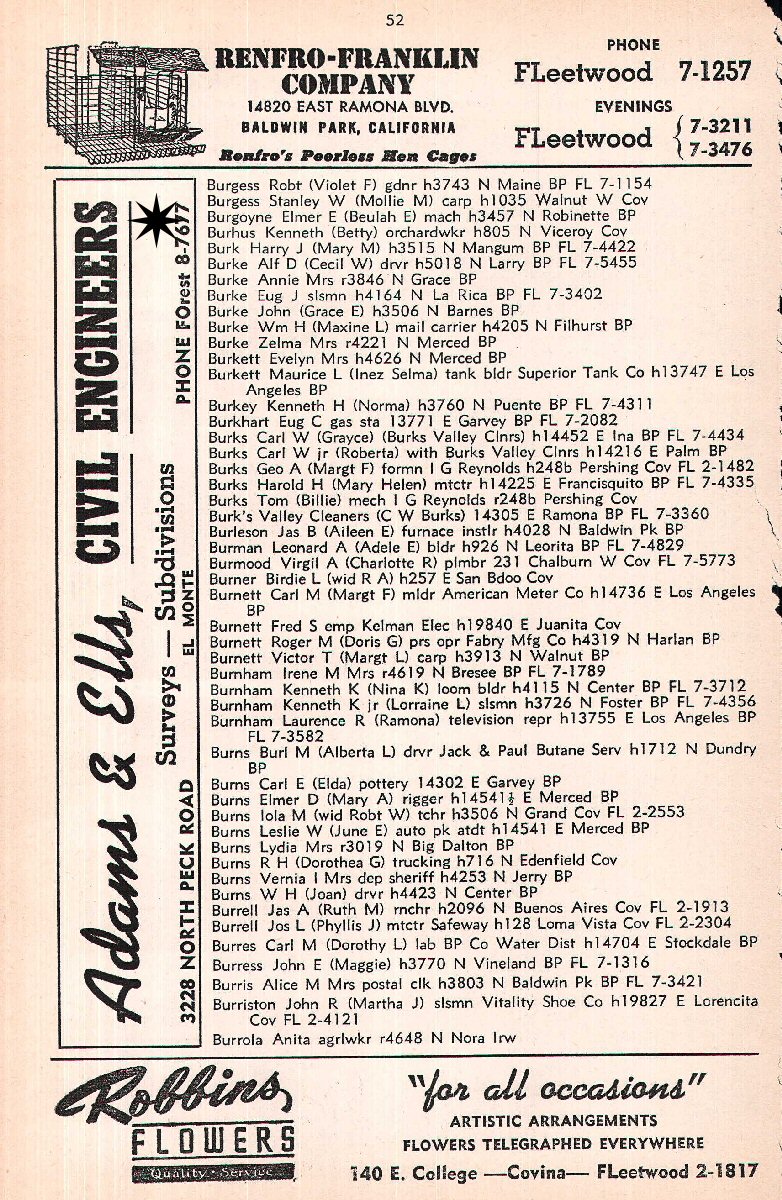 52
RENFRO-FRANKLIN
COMPANY
14820 EAST RAMONA BLVD.
BALDWIN PARK, CALIFORNIA
Renfro's Peerless Hen Cages
PHONE
FLeetwood 7-1257
EVENINGS
FLeetwood { 7-3211
7-3476
Adams & Ells, CIVIL ENGINEERS
Surveys — Subdivisions
3228 NORTH PECK ROAD EL MONTE PHONE FOrest 8-7677
Burgess Robt (Violet F) gdnr h3743 N Maine BP FL 7-1154
Burgess Stanley W (Mollie M) carp h1035 Walnut W Cov
Burgoyne Elmer E (Beulah E) mach h3457 N Robinette BP
Burhus Kenneth (Betty) orchardwkr h805 N Viceroy Cov
Burk Harry J (Mary M) h3515 N Mangum BP FL 7-4422
Burke Alf D (Cecil W) drvr h5018 N Larry BP FL 7-5455
Burke Annie Mrs r3846 N Grace BP
Burke Eug J slsmn h4164 N La Rica BP FL 7-3402
Burke John (Grace E) h3506 N Barnes BP
Burke Wm H (Maxine L) mail carrier h4205 N Filhurst BP
Burke Zelma Mrs r4221 N Merced BP
Burkett Evelyn Mrs h4626 N Merced BP
Burkett Maurice L (Inez Selma) tank bldr Superior Tank Co h13747 E Los
Angeles BP
Burkey Kenneth H (Norma) h3760 N Puente BP FL 7-4311
Burkhart Eug C gas sta 13771 E Garvey BP FL 7-2082
Burks Carl W (Grayce) (Burks Valley Clnrs) h14452 E Ina BP FL 7-4434
Burks Carl W jr (Roberta) with Burks Valley Clnrs h14216 E Palm BP
Burks Geo A (Margt F) formn I G Reynolds h248b Pershing Cov FL 2-1482
Burks Harold H (Mary Helen) mtctr h14225 E Francisquito BP FL 7-4335
Burks Tom (Billie) mech I G Reynolds r248b Pershing Cov
Burk's Valley Cleaners (C W Burks) 14305 E Ramona BP FL 7-3360
Burleson Jas B (Aileen E) furnace instlr h4028 N Baldwin Pk BP
Burman Leonard A (Adele E) bldr h926 N Leorita BP FL 7-4829
Burmood Virgil A (Charlotte R) plmbr 231 Chalburn W Cov FL 7-5773
Burner Birdie L (wid R A) h257 E San Bdoo Cov
Burnett Carl M (Margt F) mldr American Meter Co h14736 E Los Angeles
BP
Burnett Fred S emp Kelman Elec h19840 E Juanita Cov
Burnett Roger M (Doris G) prs opr Fabry Mfg Co h4319 N Harlan BP
Burnett Victor T (Margt L) carp h3913 N Walnut BP
Burnham Irene M Mrs r4619 N Bresee BP FL 7-1789
Burnham Kenneth K (Nina K) loom bldr h4115 N Center BP FL 7-3712
Burnham Kenneth K jr (Lorraine L) slsmn h3726 N Foster BP FL 7-4356
Burnham Laurence R (Ramona) television repr h13755 E Los Angeles BP
FL 7-3582
Burns Burl M (Alberta L) drvr Jack & Paul Butane Serv h1712 N Dundry
BP
Burns Carl E (Elda) pottery 14302 E Garvey BP
Burns Elmer D (Mary A) rigger h14541½ E Merced BP
Burns Iola M (wid Robt W) tchr h3506 N Grand Cov FL 2-2553
Burns Leslie W (June E) auto pk atdt h14541 E Merced BP
Burns Lydia Mrs r3019 N Big Dalton BP
Burns R H (Dorothea G) trucking h716 N Edenfield Cov
Burns Vernia I Mrs dep sheriff h4253 N Jerry BP
Burns W H (Joan) drvr h4423 N Center BP
Burrell Jas A (Ruth M) mchr h2096 N Buenos Aires Cov FL 2-1913
Burrell Jos L (Phyllis J) mtctr Safeway h128 Loma Vista Cov FL 2-2304
Burres Carl M (Dorothy L) lab BP Co Water Dist h14704 E Stockdale BP
Burress John E (Maggie) h3770 N Vineland BP FL 7-1316
Burris Alice M Mrs postal clk h3803 N Baldwin Pk BP FL 7-3421
Burriston John R (Martha J) slsmn Vitality Shoe Co h19827 E Lorencita
Cov FL 2-4121
Burrola Anita agrlwkr r4648 N Nora Irw
Robbins
FLOWERS
Quality - Service
"for all occasions"
ARTISTIC ARRANGEMENTS
FLOWERS TELEGRAPHED EVERYWHERE
140 E. College —Covina— FLeetwood 2-1817